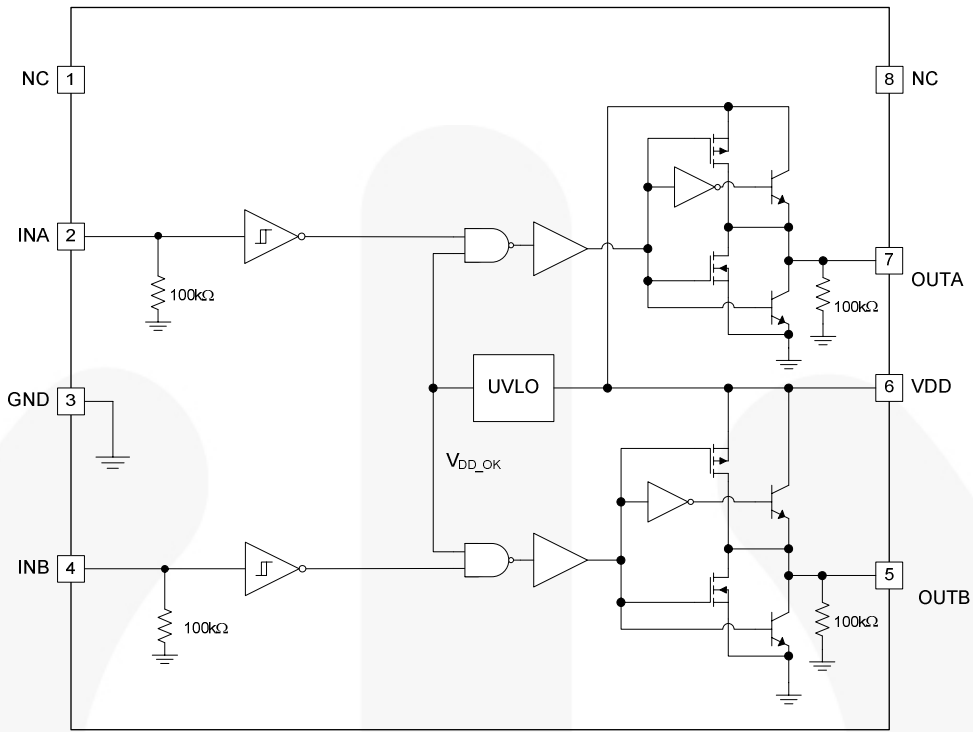 NC 1
8 NC
INA 2
100kΩ
7 OUTA
100kΩ
GND 3
UVLO
6 VDD
VDD_OK
INB 4
100kΩ
5 OUTB
100kΩ